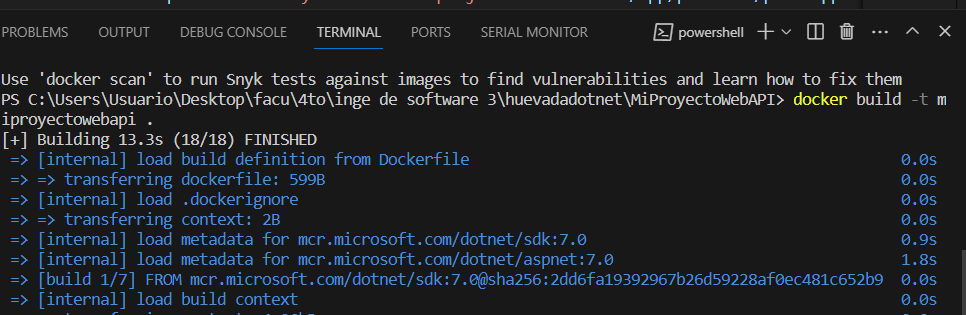 PROBLEMS OUTPUT DEBUG CONSOLE TERMINAL PORTS SERIAL MONITOR powershell
Use 'docker scan' to run Snyk tests against images to find vulnerabilities and learn how to fix them
PS C:\Users\Usuario\Desktop\facu\4to\inge de software 3\huevadadotnet\MiProyectoWebAPI> docker build -t m
iproyectowebapi .
[+] Building 13.3s (18/18) FINISHED
=> [internal] load build definition from Dockerfile 0.0s
=> => transferring dockerfile: 599B 0.0s
=> [internal] load .dockerignore 0.0s
=> => transferring context: 2B 0.0s
=> [internal] load metadata for mcr.microsoft.com/dotnet/sdk:7.0 0.9s
=> [internal] load metadata for mcr.microsoft.com/dotnet/aspnet:7.0 1.8s
=> [build 1/7] FROM mcr.microsoft.com/dotnet/sdk:7.0@sha256:2dd6fa19392967b26d59228af0ec481c652b9 0.0s
=> [internal] load build context 0.0s